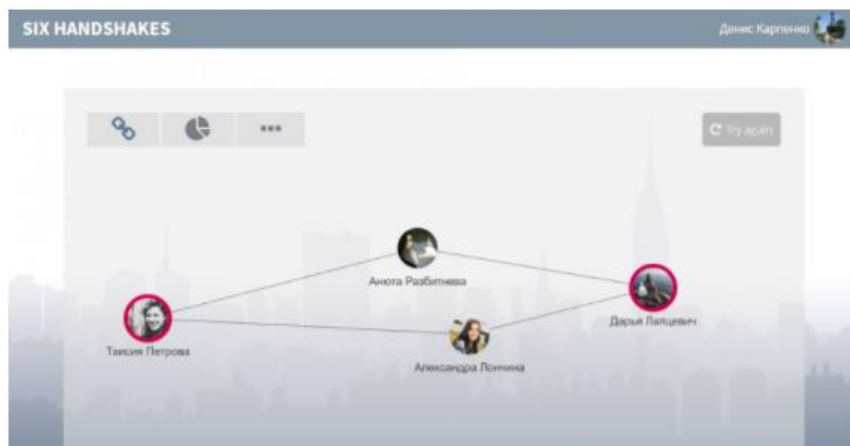 SIX HANDSHAKES
Денис Карпенко
Try again
Анюта Разбитнева
Дарья Лапцевич
Таисия Петрова
Александра Лончина